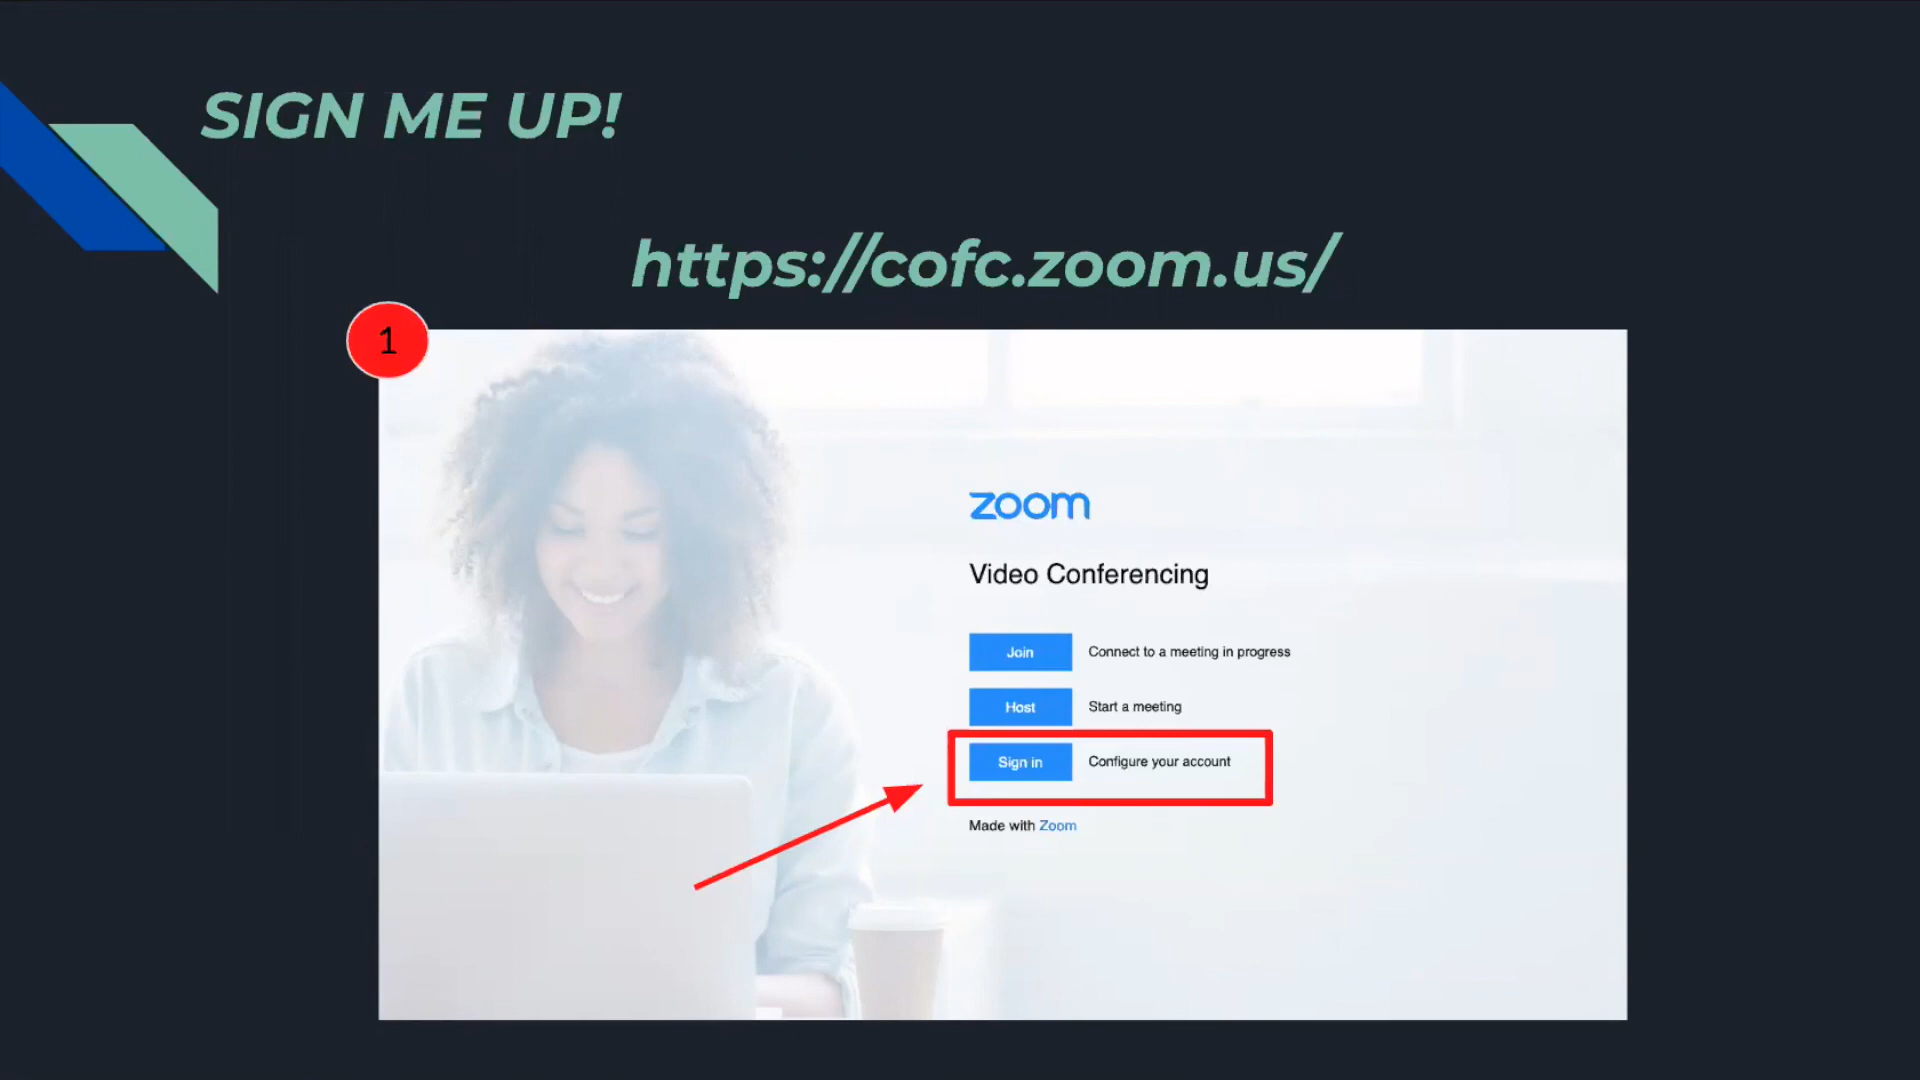 SIGN ME UP!
https://cofc.zoom.us/
1
zoom
Video Conferencing
Join Connect to a meeting in progress
Host Start a meeting
Sign in Configure your account
Made with Zoom